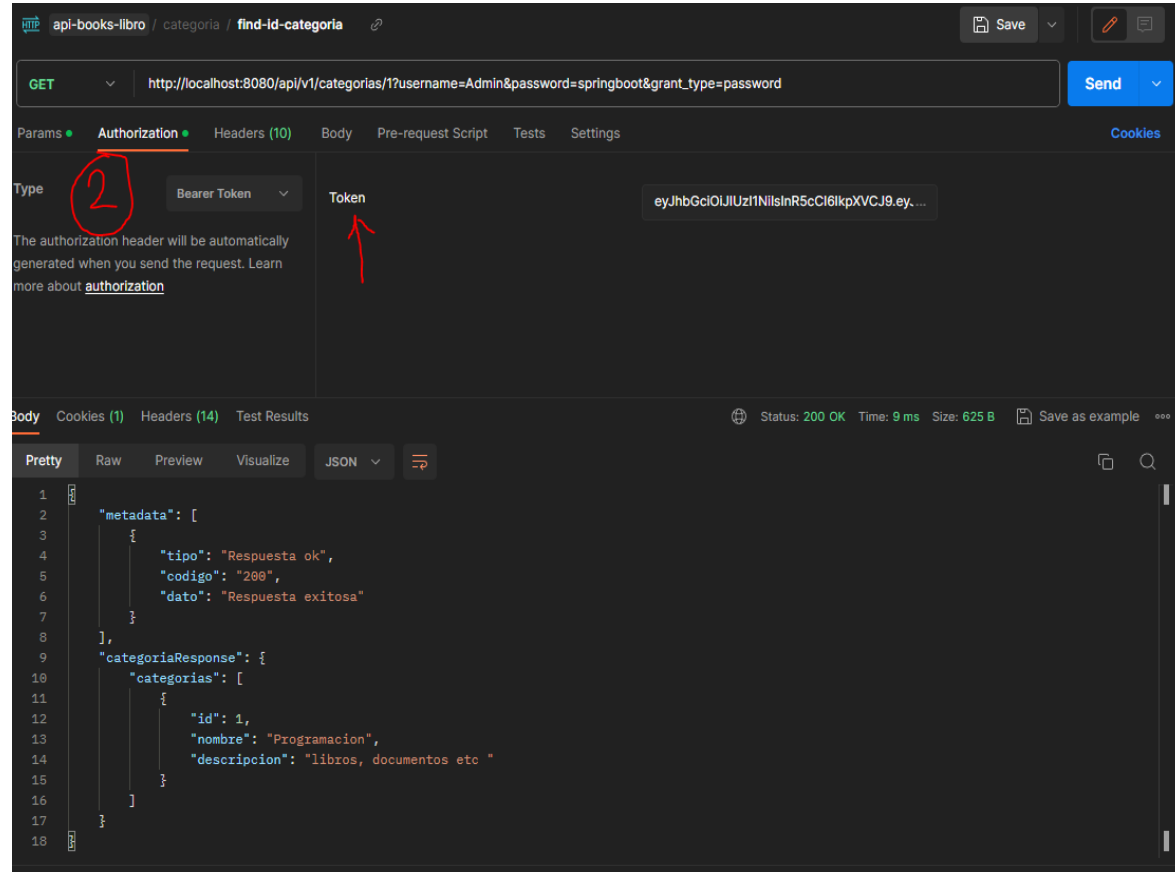 HTTP api-books-libro / categoria / find-id-categoria Save
GET http://localhost:8080/api/v1/categorias/1?username=Admin&password=springboot&grant_type=password Send
Params Authorization Headers (10) Body Pre-request Script Tests Settings Cookies
Type 2 Bearer Token Token eyJhbGciOiJIUzI1NiIsInR5cCI6IkpXVCJ9.ey...
The authorization header will be automatically
generated when you send the request. Learn
more about authorization
Body Cookies (1) Headers (14) Test Results Status: 200 OK Time: 9 ms Size: 625 B Save as example
Pretty Raw Preview Visualize JSON
1 {
2 "metadata": [
3 {
4 "tipo": "Respuesta ok",
5 "codigo": "200",
6 "dato": "Respuesta exitosa"
7 }
8 ],
9 "categoriaResponse": {
10 "categorias": [
11 {
12 "id": 1,
13 "nombre": "Programacion",
14 "descripcion": "libros, documentos etc "
15 }
16 ]
17 }
18 }